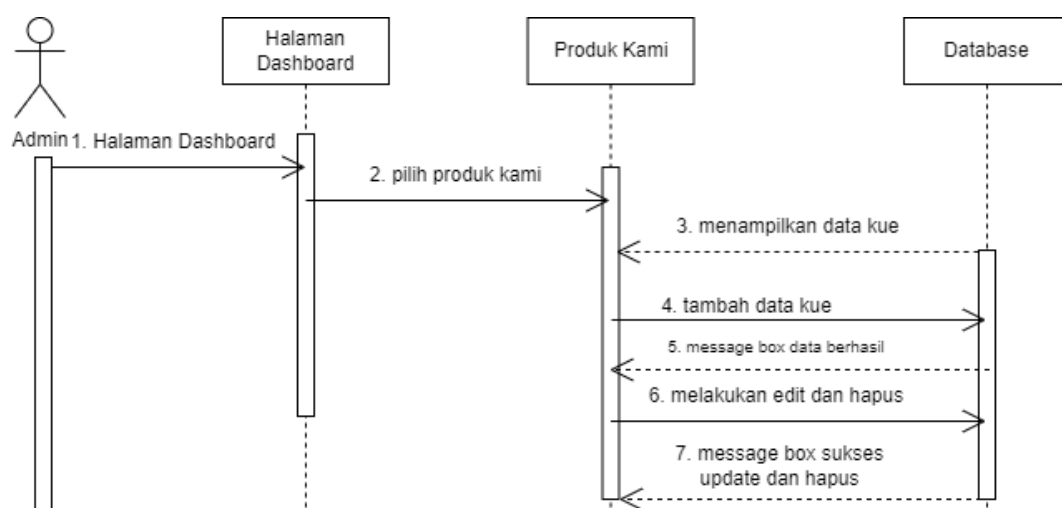 Halaman
Dashboard
Produk Kami
Database
Admin
1. Halaman Dashboard
2. pilih produk kami
3. menampilkan data kue
4. tambah data kue
5. message box data berhasil
6. melakukan edit dan hapus
7. message box sukses
update dan hapus